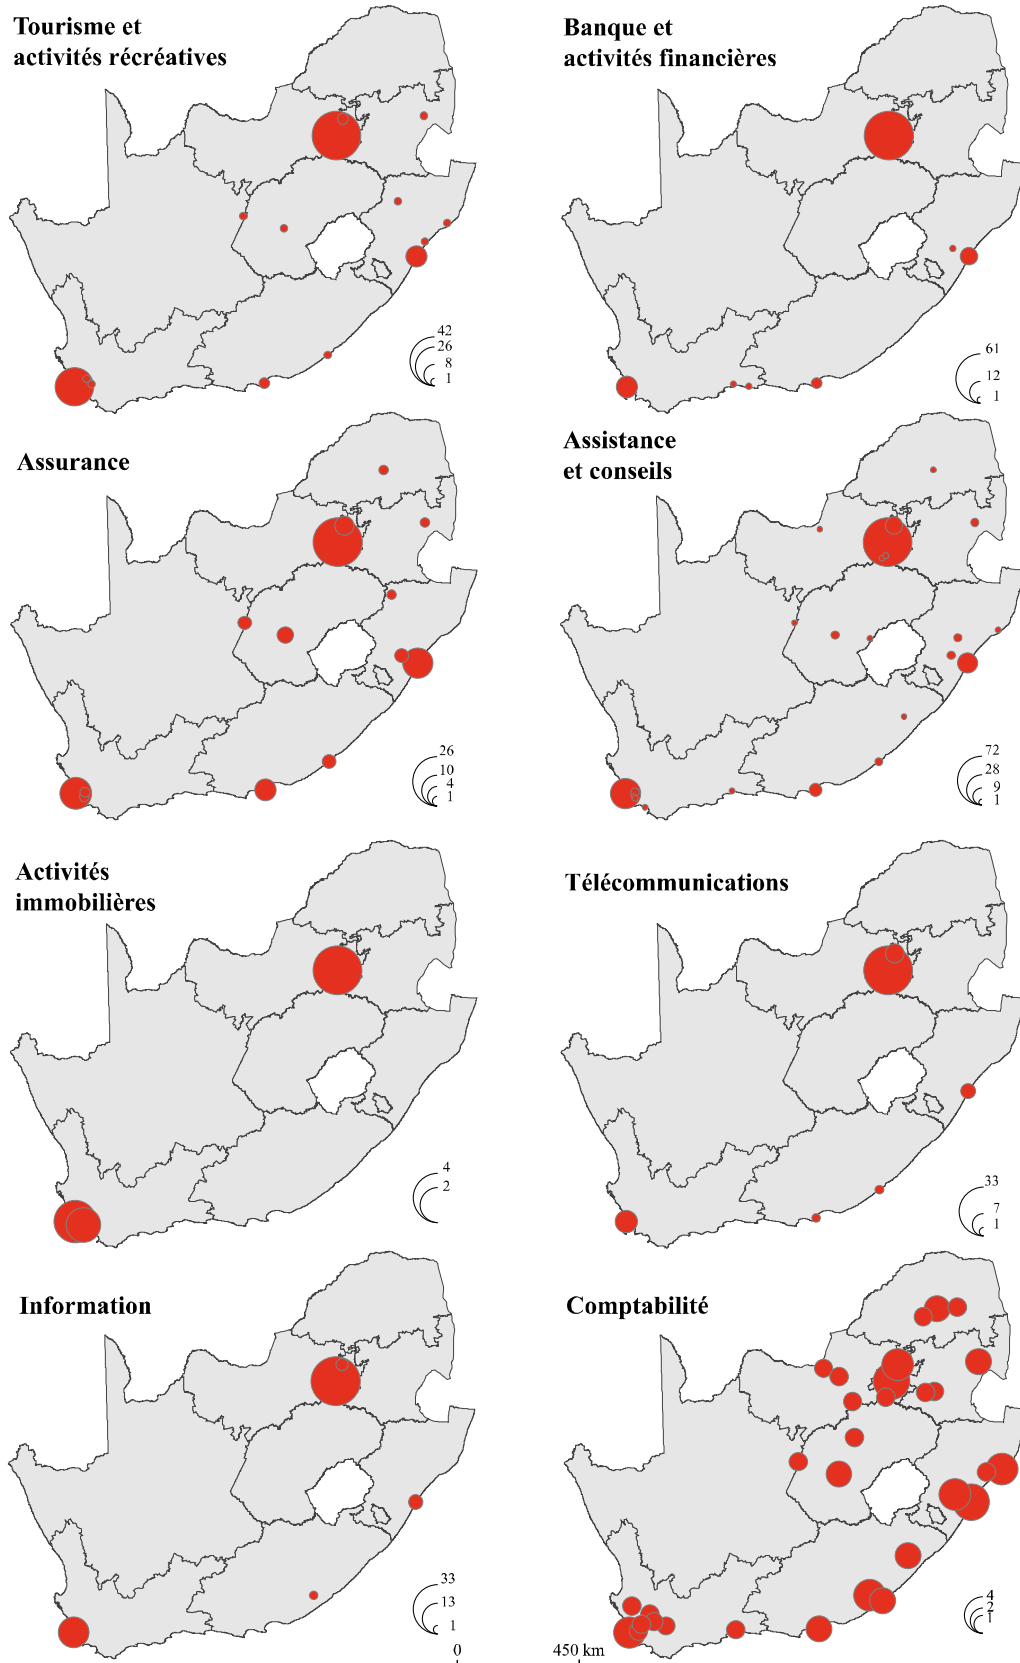 Tourisme et
activités récréatives
42
26
8
1
Banque et
activités financières
61
12
1
Assurance
26
10
4
1
Assistance
et conseils
72
28
9
1
Activités
immobilières
4
2
Télécommunications
33
7
1
Information
33
13
1
Comptabilité
4
2
1
0 450 km